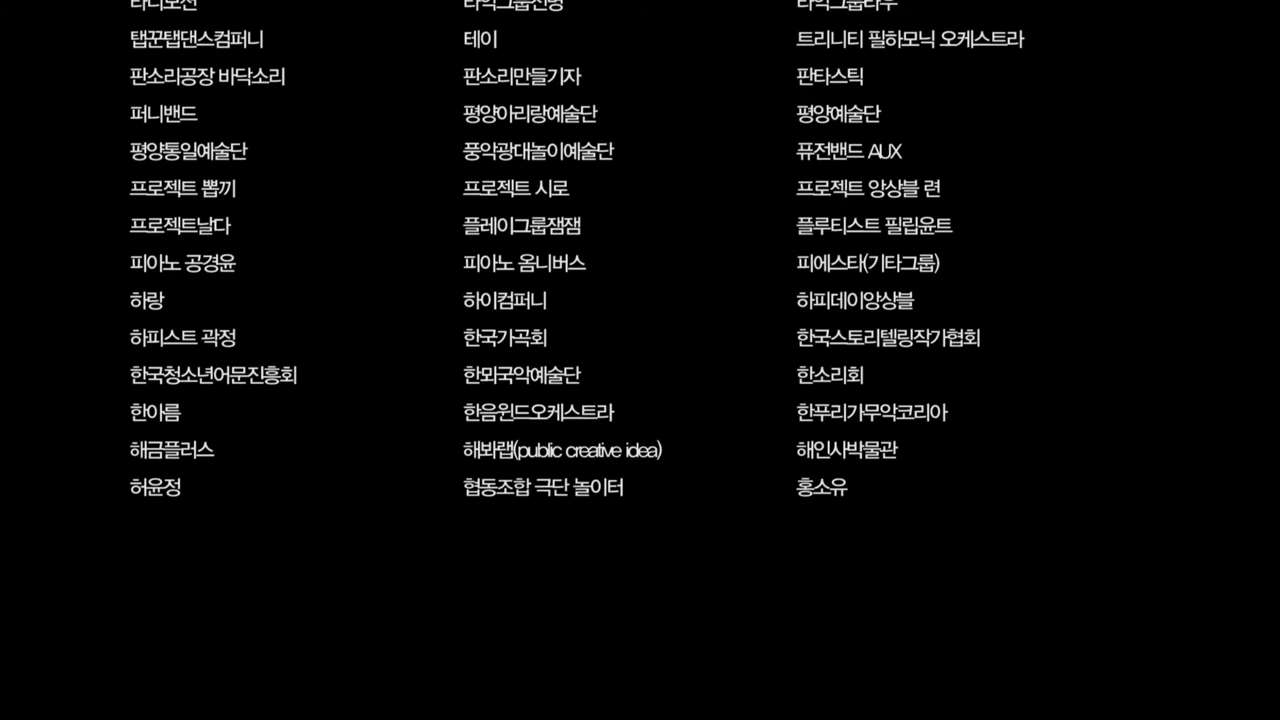 탭꾼탭댄스컴퍼니 테이 트리니티 필하모닉 오케스트라
판소리공장 바닥소리 판소리만들기자 판타스틱
퍼니밴드 평양아리랑예술단 평양예술단
평양통일예술단 풍악광대놀이예술단 퓨전밴드 AUX
프로젝트 뽑끼 프로젝트 시로 프로젝트 앙상블 련
프로젝트날다 플레이그룹잼잼 플루티스트 필립윤트
피아노 공경윤 피아노 옴니버스 피에스타(기타그룹)
하랑 하이컴퍼니 하피데이앙상블
하피스트 곽정 한국가곡회 한국스토리텔링작가협회
한국청소년어문진흥회 한뫄국악예술단 한소리회
한아름 한음윈드오케스트라 한푸리가무악코리아
해금플러스 해봐랩(public creative idea) 해인사박물관
허윤정 협동조합 극단 놀이터 홍소유